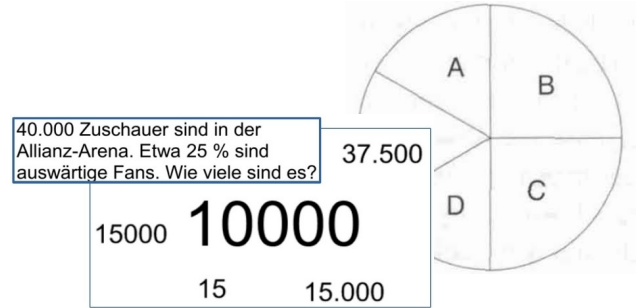 A
B
40.000 Zuschauer sind in der
Allianz-Arena. Etwa 25 % sind
auswärtige Fans. Wie viele sind es?
37.500
15000
10000
D
C
15
15.000